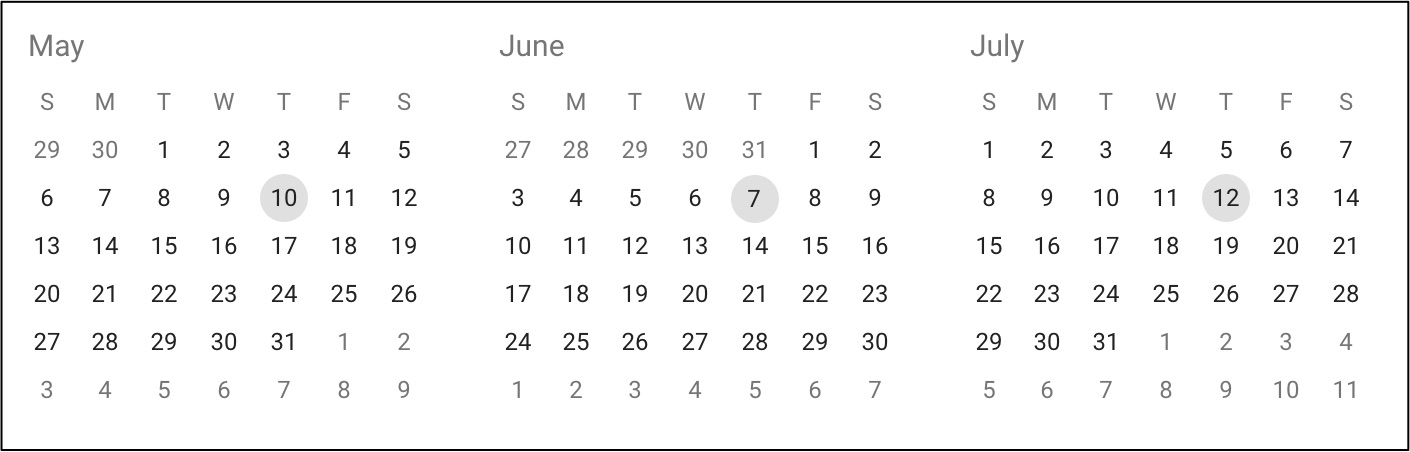 May
S M T W T F S
29 30 1 2 3 4 5
6 7 8 9 10 11 12
13 14 15 16 17 18 19
20 21 22 23 24 25 26
27 28 29 30 31 1 2
3 4 5 6 7 8 9
June
S M T W T F S
27 28 29 30 31 1 2
3 4 5 6 7 8 9
10 11 12 13 14 15 16
17 18 19 20 21 22 23
24 25 26 27 28 29 30
1 2 3 4 5 6 7
July
S M T W T F S
1 2 3 4 5 6 7
8 9 10 11 12 13 14
15 16 17 18 19 20 21
22 23 24 25 26 27 28
29 30 31 1 2 3 4
5 6 7 8 9 10 11